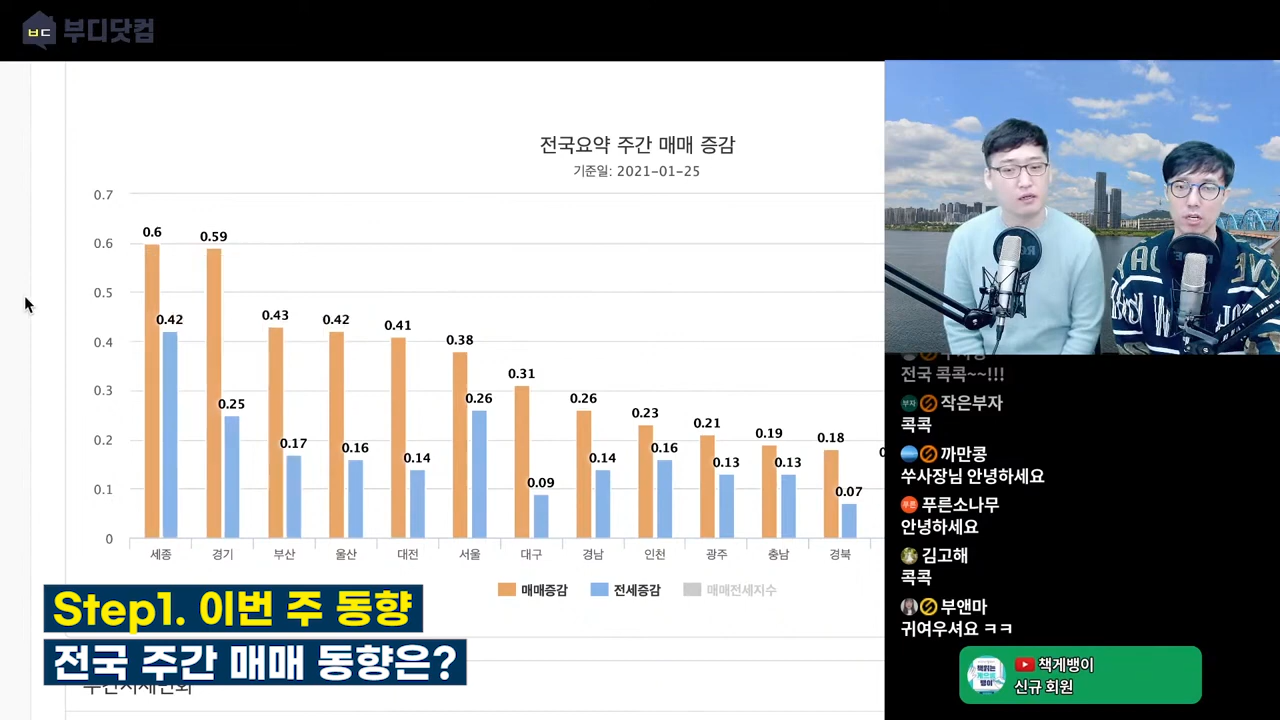 ㅂㄷ 부디닷컴
전국요약 주간 매매 증감
기준일: 2021-01-25
0.7
0.6
0.5
0.4
0.3
0.2
0.1
0
0.6
0.42
0.59
0.25
0.43
0.17
0.42
0.16
0.41
0.14
0.38
0.26
0.31
0.09
0.26
0.14
0.23
0.16
0.21
0.13
0.19
0.13
0.18
0.07
세종 경기 부산 울산 대전 서울 대구 경남 인천 광주 충남 경북
매매증감 전세증감 매매전세지수
Step1. 이번 주 동향
전국 주간 매매 동향은?
전국 콕콕~~!!!
부자 작은부자
콕콕
까만콩
쑤사장님 안녕하세요
푸른 푸른소나무
안녕하세요
김고해
콕콕
부앤마
귀여우셔요 ㅋㅋ
책게뱅이
신규 회원